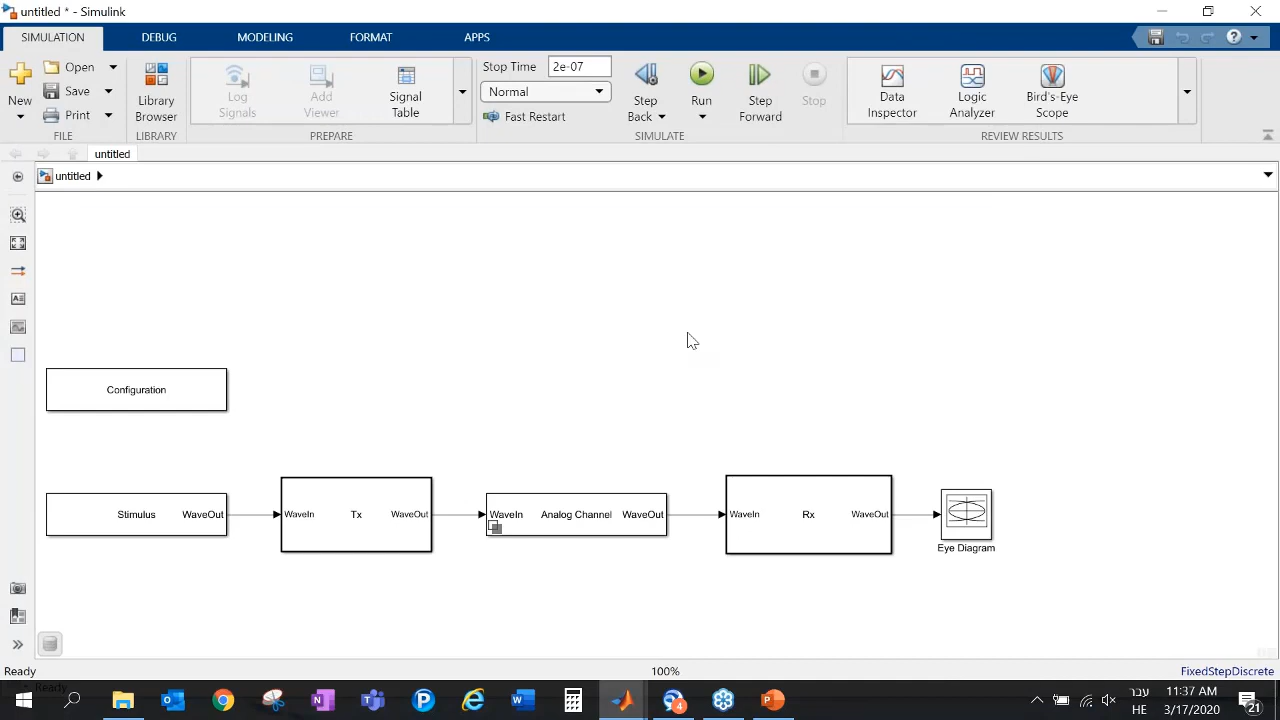 untitled * - Simulink
SIMULATION DEBUG MODELING FORMAT APPS
New
Open
Save
Print
FILE
Library
Browser
LIBRARY
Log
Signals
Add
Viewer
Signal
Table
PREPARE
Stop Time 2e-07
Normal
Fast Restart
Step
Back
Run
Step
Forward
Stop
SIMULATE
Data
Inspector
Logic
Analyzer
Bird's-Eye
Scope
REVIEW RESULTS
untitled
untitled
Configuration
Stimulus WaveOut
WaveIn Tx WaveOut
WaveIn Analog Channel WaveOut
WaveIn Rx WaveOut
Eye Diagram
Ready 100% FixedStepDiscrete
Ready
4
עבר
HE
11:37 AM
3/17/2020
21